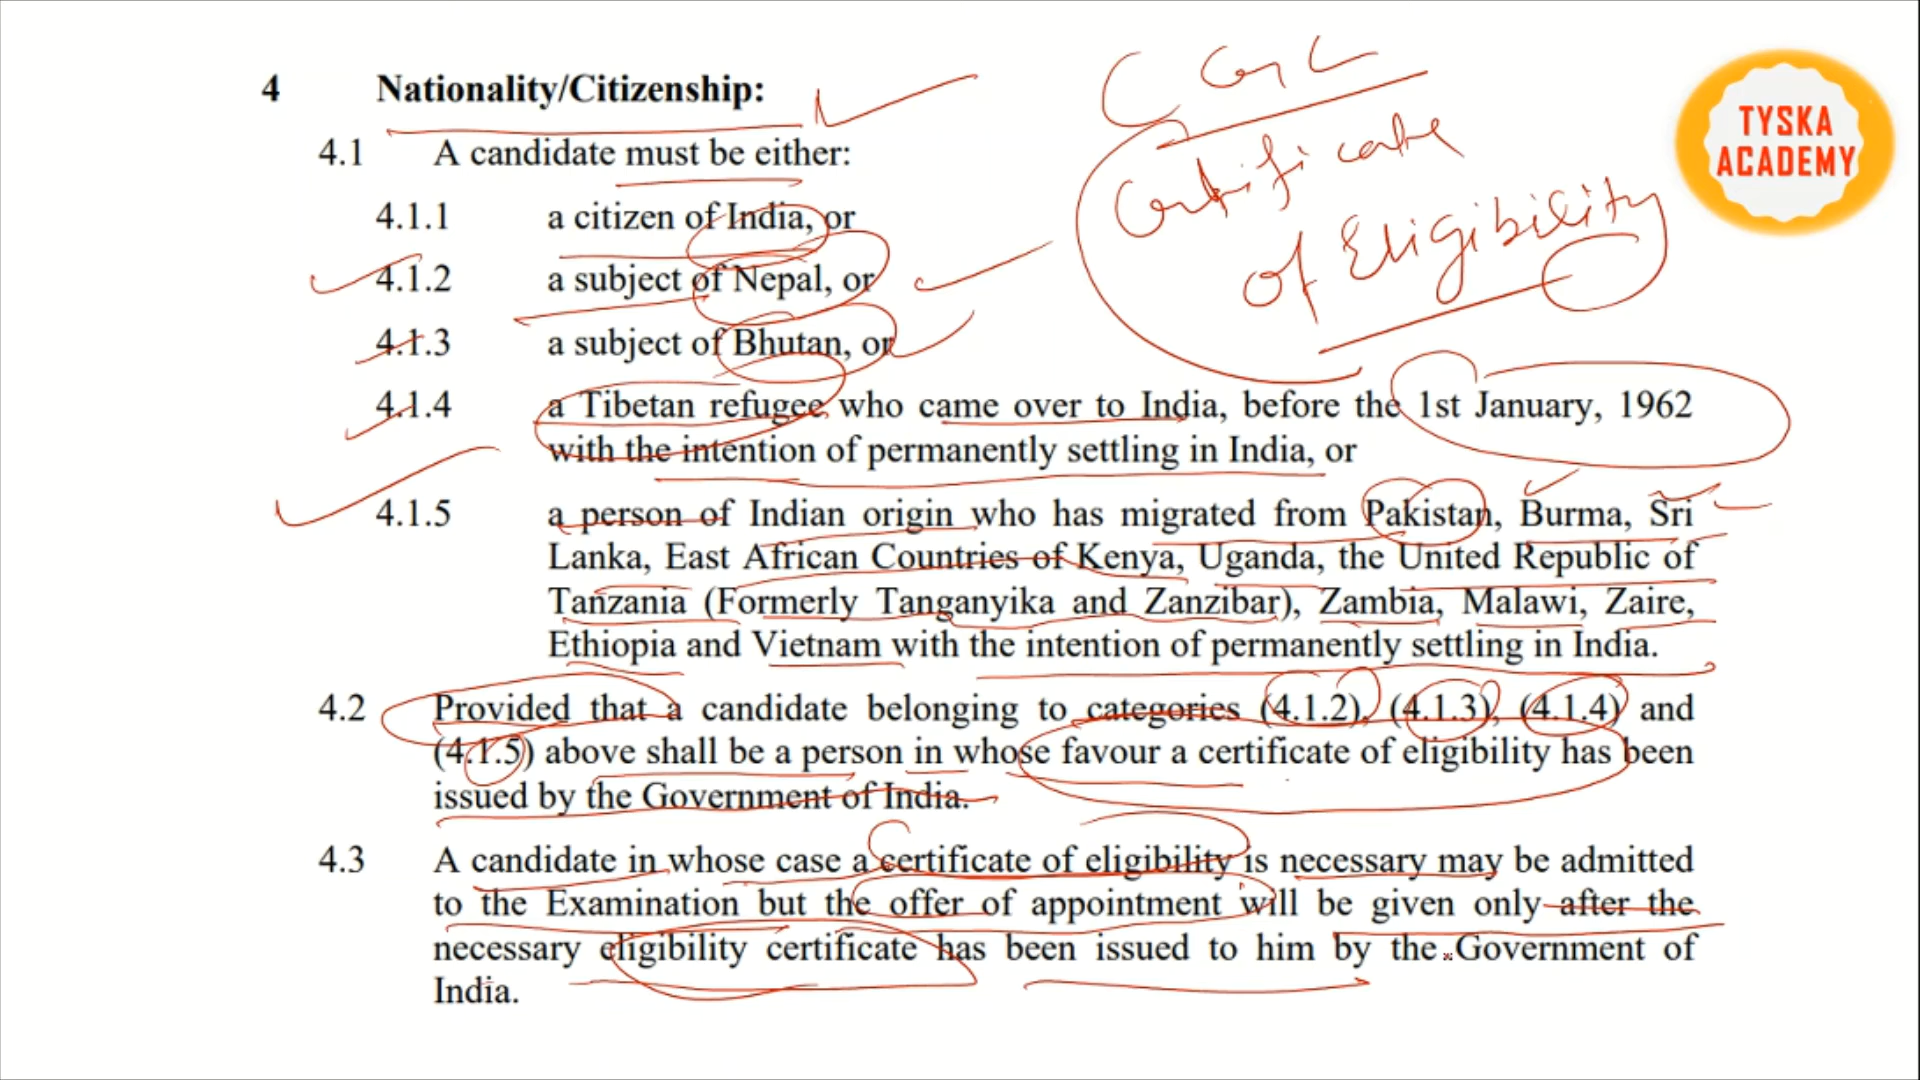 4 Nationality/Citizenship:
CGL
Certificate
of Eligibility
TYSKA
ACADEMY
4.1 A candidate must be either:
4.1.1 a citizen of India, or
4.1.2 a subject of Nepal, or
4.1.3 a subject of Bhutan, or
4.1.4 a Tibetan refugee who came over to India, before the 1st January, 1962
with the intention of permanently settling in India, or
4.1.5 a person of Indian origin who has migrated from Pakistan, Burma, Sri
Lanka, East African Countries of Kenya, Uganda, the United Republic of
Tanzania (Formerly Tanganyika and Zanzibar), Zambia, Malawi, Zaire,
Ethiopia and Vietnam with the intention of permanently settling in India.
4.2 Provided that a candidate belonging to categories (4.1.2), (4.1.3), (4.1.4) and
(4.1.5) above shall be a person in whose favour a certificate of eligibility has been
issued by the Government of India.
4.3 A candidate in whose case a certificate of eligibility is necessary may be admitted
to the Examination but the offer of appointment will be given only after the
necessary eligibility certificate has been issued to him by the Government of
India.